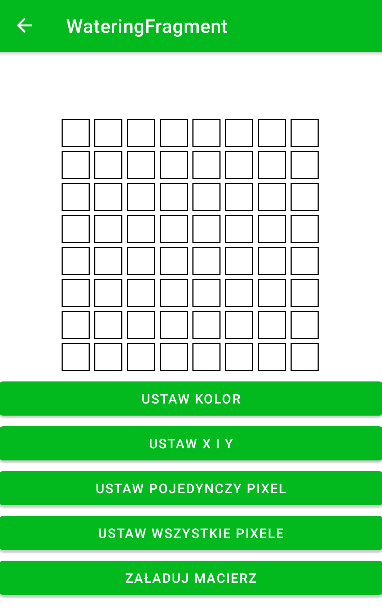 WateringFragment
USTAW KOLOR
USTAW X I Y
USTAW POJEDYNCZY PIXEL
USTAW WSZYSTKIE PIXELE
ZAŁADUJ MACIERZ